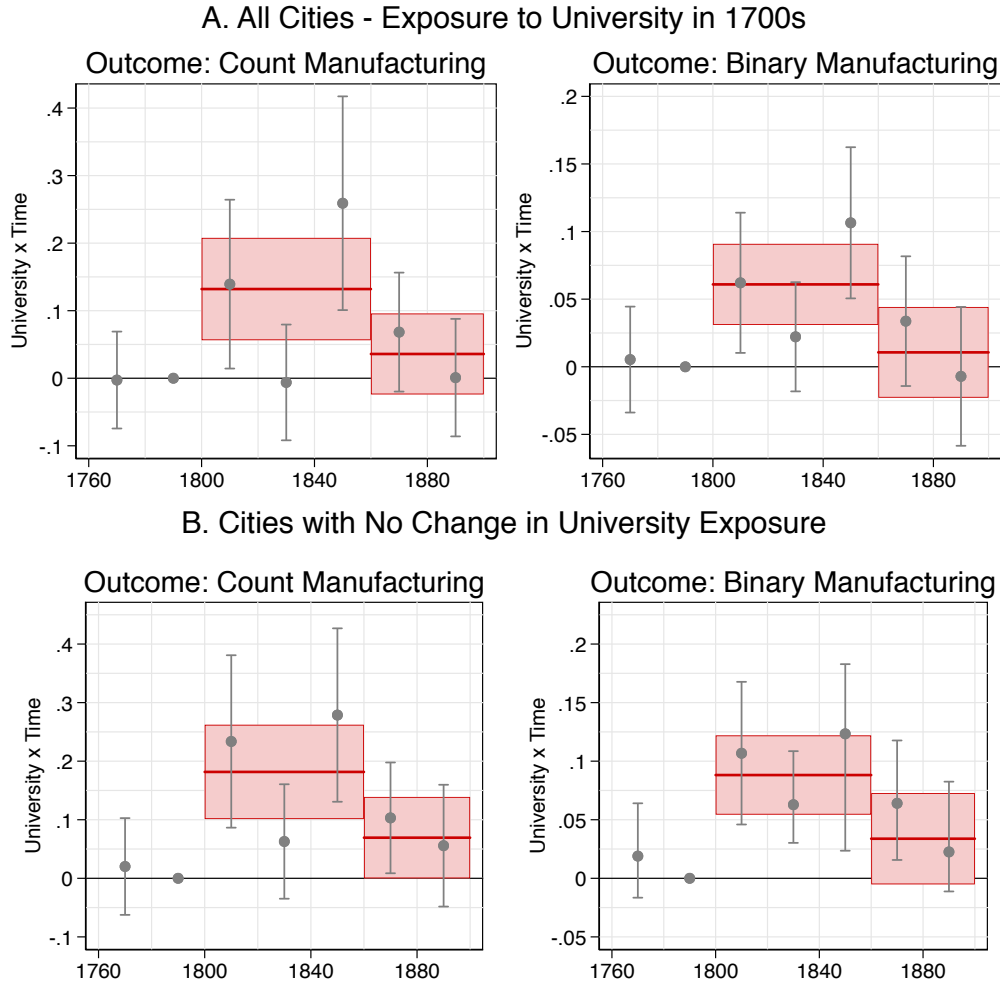 A. All Cities - Exposure to University in 1700s
Outcome: Count Manufacturing
University x Time
.4
.3
.2
.1
0
-.1
1760 1800 1840 1880
Outcome: Binary Manufacturing
University x Time
.2
.15
.1
.05
0
-.05
1760 1800 1840 1880
B. Cities with No Change in University Exposure
Outcome: Count Manufacturing
University x Time
.4
.3
.2
.1
0
-.1
1760 1800 1840 1880
Outcome: Binary Manufacturing
University x Time
.2
.15
.1
.05
0
-.05
1760 1800 1840 1880